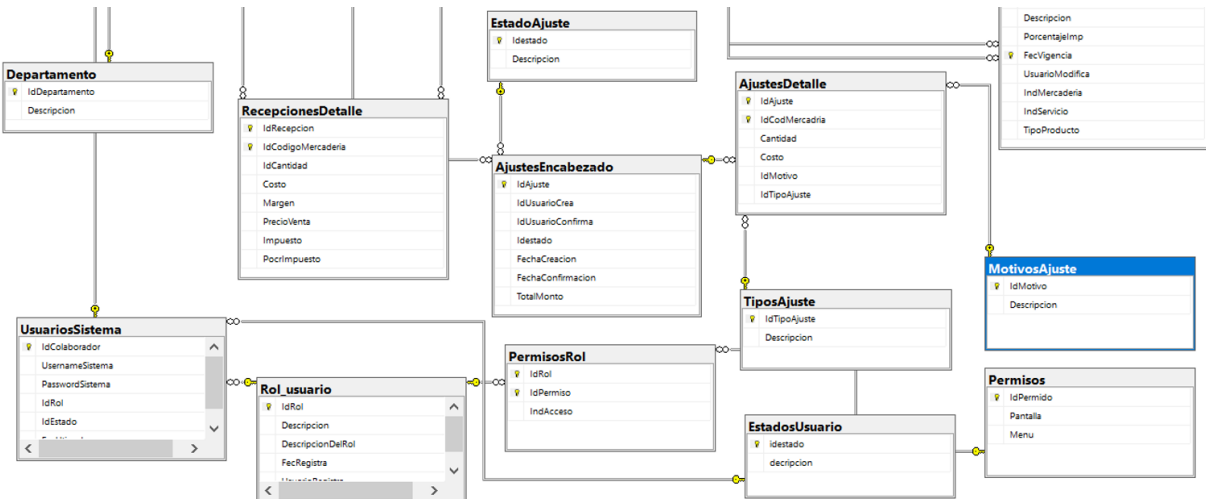 Departamento
IdDepartamento
Descripcion
RecepcionesDetalle
IdRecepcion
IdCodigoMercaderia
IdCantidad
Costo
Margen
PrecioVenta
Impuesto
PocrImpuesto
EstadoAjuste
Idestado
Descripcion
AjustesEncabezado
IdAjuste
IdUsuarioCrea
IdUsuarioConfirma
Idestado
FechaCreacion
FechaConfirmacion
TotalMonto
AjustesDetalle
IdAjuste
IdCodMercadria
Cantidad
Costo
IdMotivo
IdTipoAjuste
Descripcion
PorcentajeImp
FecVigencia
UsuarioModifica
IndMercaderia
IndServicio
TipoProducto
MotivosAjuste
IdMotivo
Descripcion
TiposAjuste
IdTipoAjuste
Descripcion
UsuariosSistema
IdColaborador
UsernameSistema
PasswordSistema
IdRol
IdEstado
Rol_usuario
IdRol
Descripcion
DescripcionDelRol
FecRegistra
PermisosRol
IdRol
IdPermiso
IndAcceso
EstadosUsuario
idestado
decripcion
Permisos
IdPermido
Pantalla
Menu